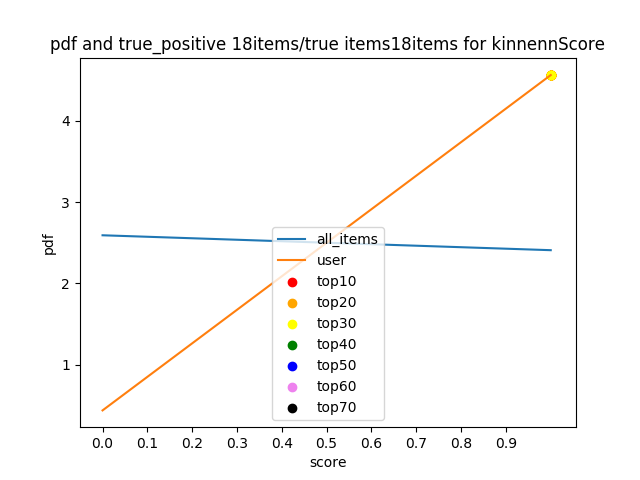 pdf and true_positive 18items/true items18items for kinnennScore
pdf
4
3
2
1
all_items
user
top10
top20
top30
top40
top50
top60
top70
0.0 0.1 0.2 0.3 0.4 0.5 0.6 0.7 0.8 0.9
score